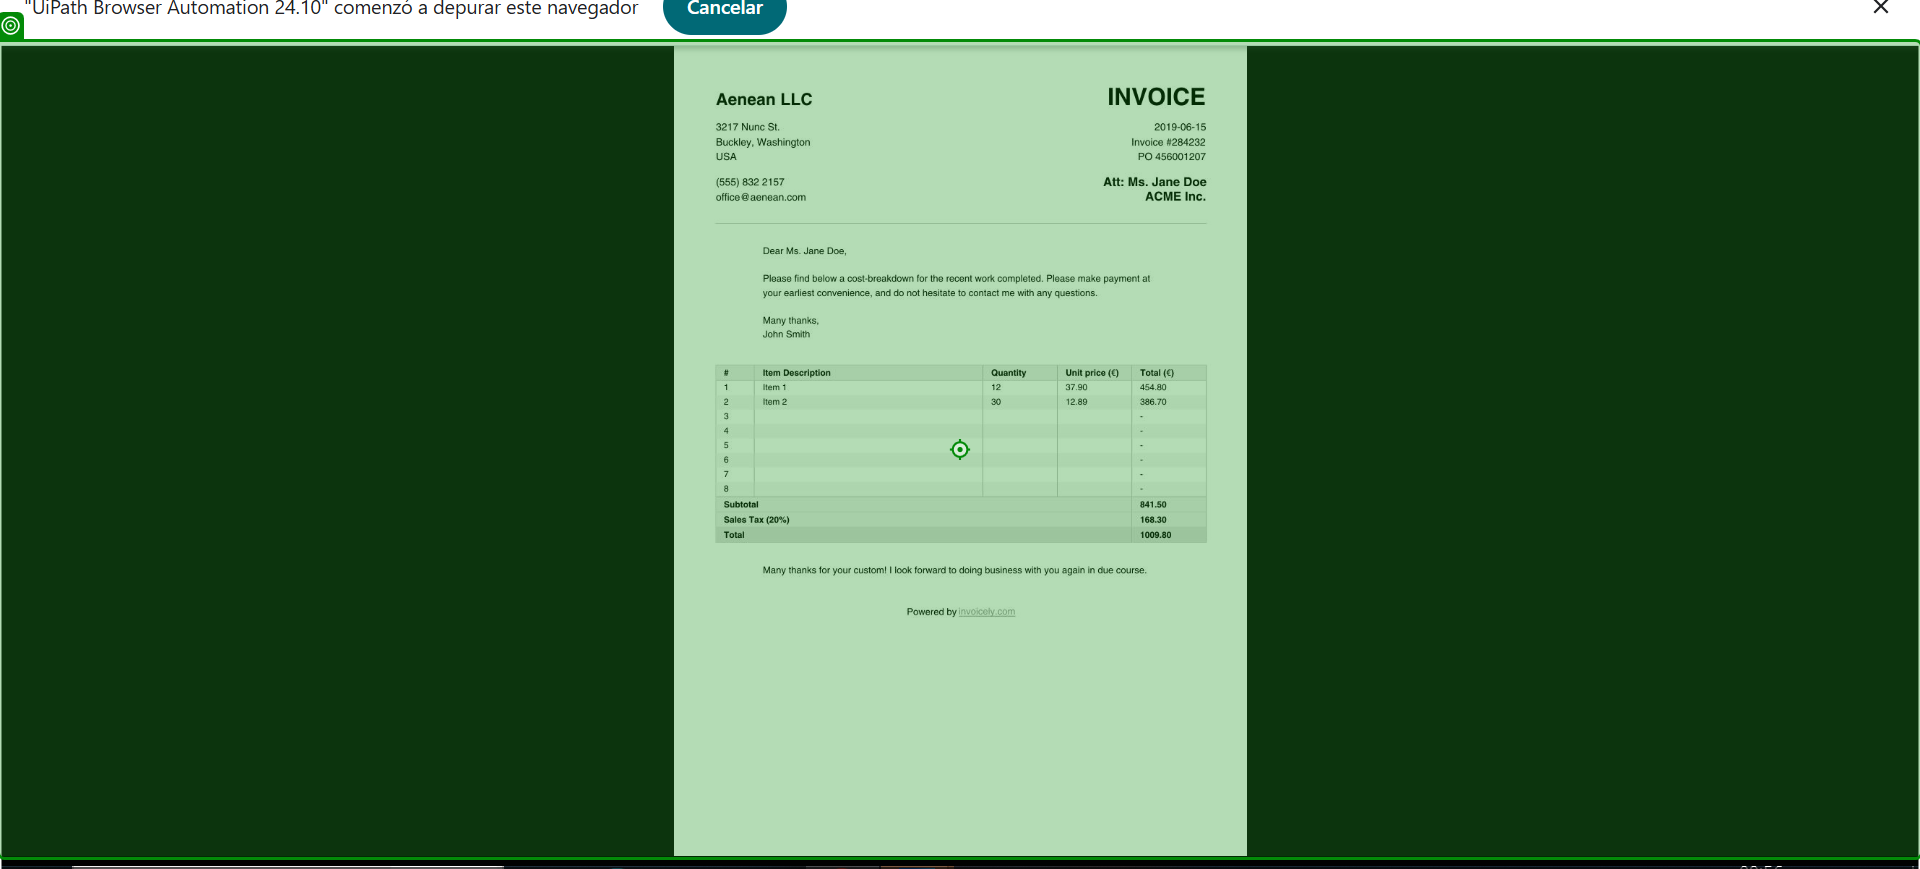 "UiPath Browser Automation 24.10" comenzó a depurar este navegador
Cancelar
Aenean LLC
INVOICE
3217 Nunc St.
Buckley, Washington
USA
2019-06-15
Invoice #284232
PO 456001207
(555) 832 2157
office@aenean.com
Att: Ms. Jane Doe
ACME Inc.
Dear Ms. Jane Doe,
Please find below a cost-breakdown for the recent work completed. Please make payment at
your earliest convenience, and do not hesitate to contact me with any questions.
Many thanks,
John Smith
# Item Description Quantity Unit price (€) Total (€)
1 Item 1 12 37.90 454.80
2 Item 2 30 12.89 386.70
3 -
4 -
5 -
6 -
7 -
8 -
Subtotal 841.50
Sales Tax (20%) 168.30
Total 1009.80
Many thanks for your custom! I look forward to doing business with you again in due course.
Powered by invoicely.com